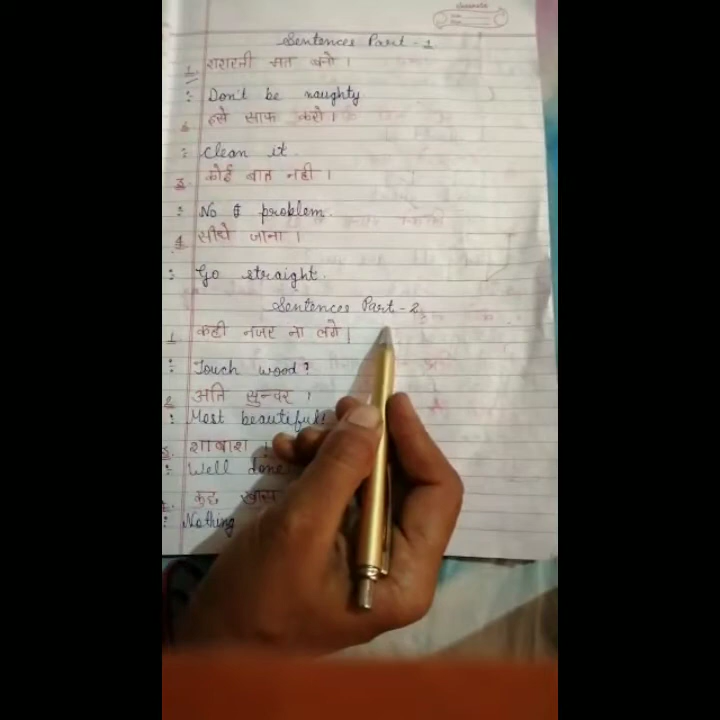 Sentences Part - 1
1. शरारती मत बनो ।
: Don't be naughty
2. इसे साफ करो ।
: Clean it.
3. कोई बात नही ।
: No problem.
4. सीधे जाना ।
: Go straight.
Sentences Part - 2
1. कही नजर ना लगे ।
: Touch wood?
2. अति सुन्दर ।
: Most beautiful!
3. शाबाश !
: Well done
4. कुछ खास
: Nothing